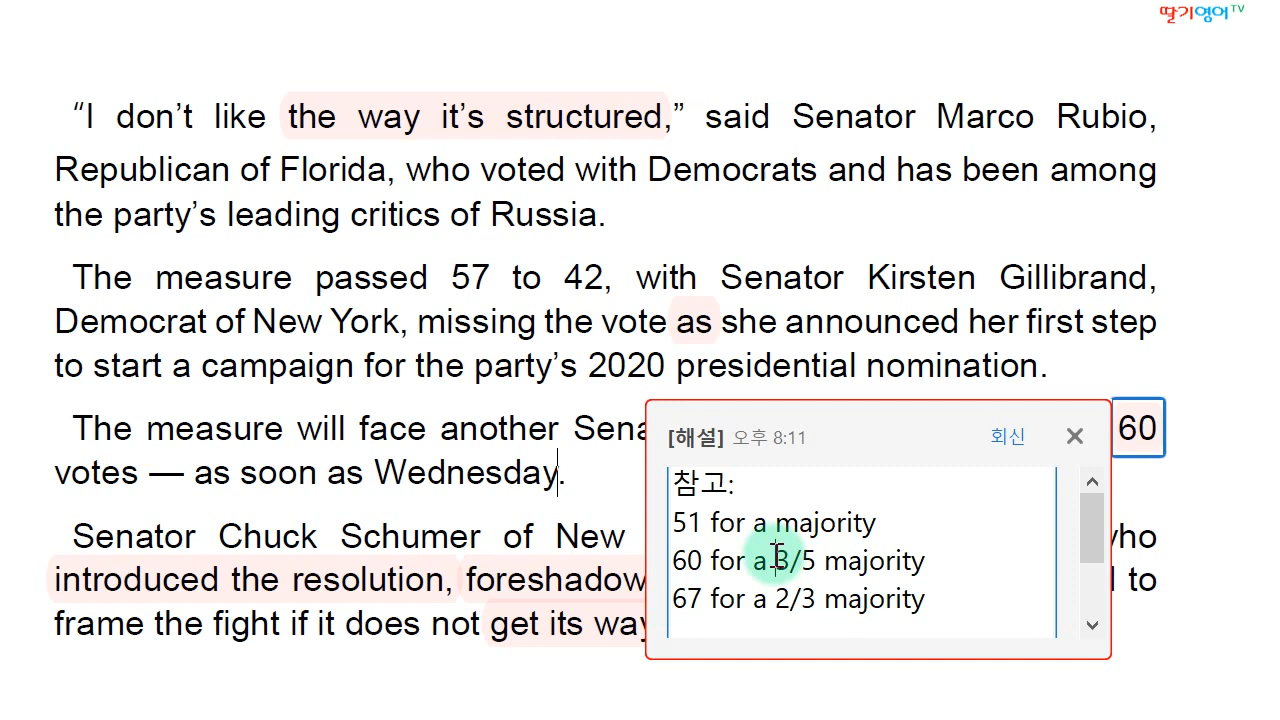 딸기영어TV
“I don’t like the way it’s structured,” said Senator Marco Rubio,
Republican of Florida, who voted with Democrats and has been among
the party’s leading critics of Russia.
The measure passed 57 to 42, with Senator Kirsten Gillibrand,
Democrat of New York, missing the vote as she announced her first step
to start a campaign for the party’s 2020 presidential nomination.
The measure will face another 60
votes — as soon as Wednesday.
Senator Chuck Schumer of New
introduced the resolution, to
frame the fight if it does not get its
[해설] 오후 8:11 회신
참고:
51 for a majority
60 for a 3/5 majority
67 for a 2/3 majority